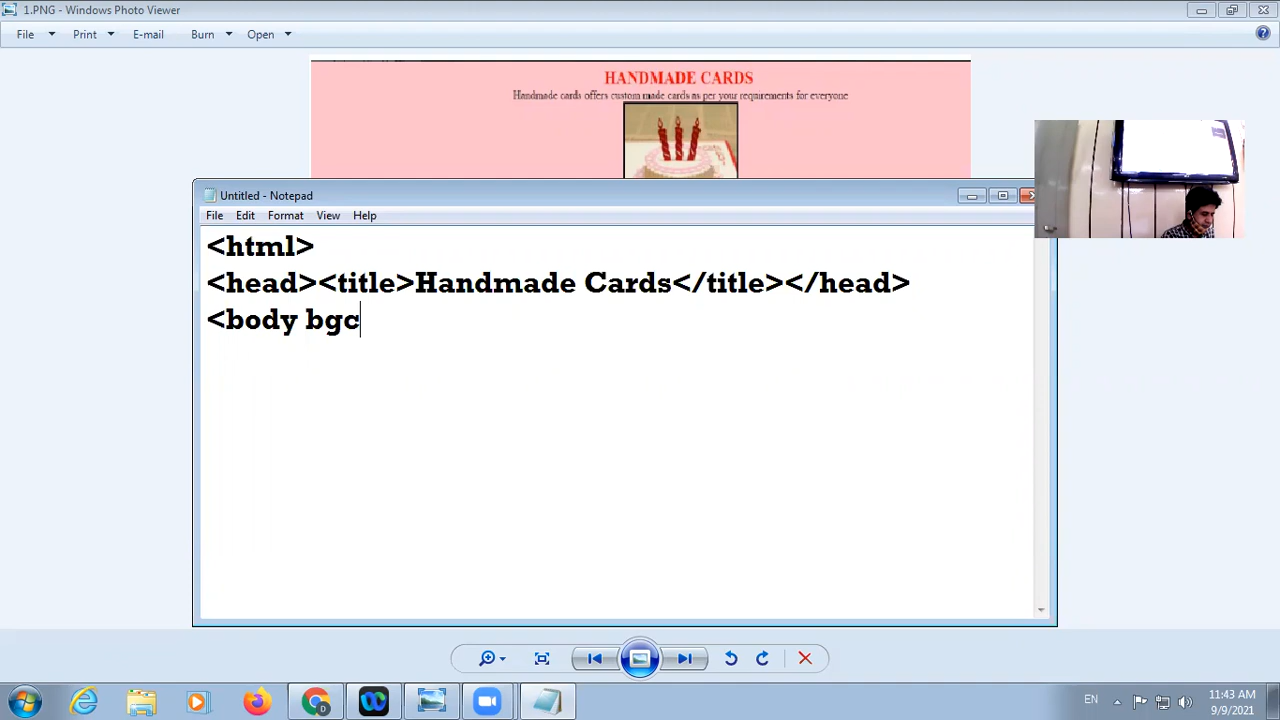 1.PNG - Windows Photo Viewer
File Print E-mail Burn Open
HANDMADE CARDS
Handmade cards offers custom made cards as per your requirements for everyone
Untitled - Notepad
File Edit Format View Help
<html>
<head><title>Handmade Cards</title></head>
<body bgc
EN
11:43 AM
9/9/2021